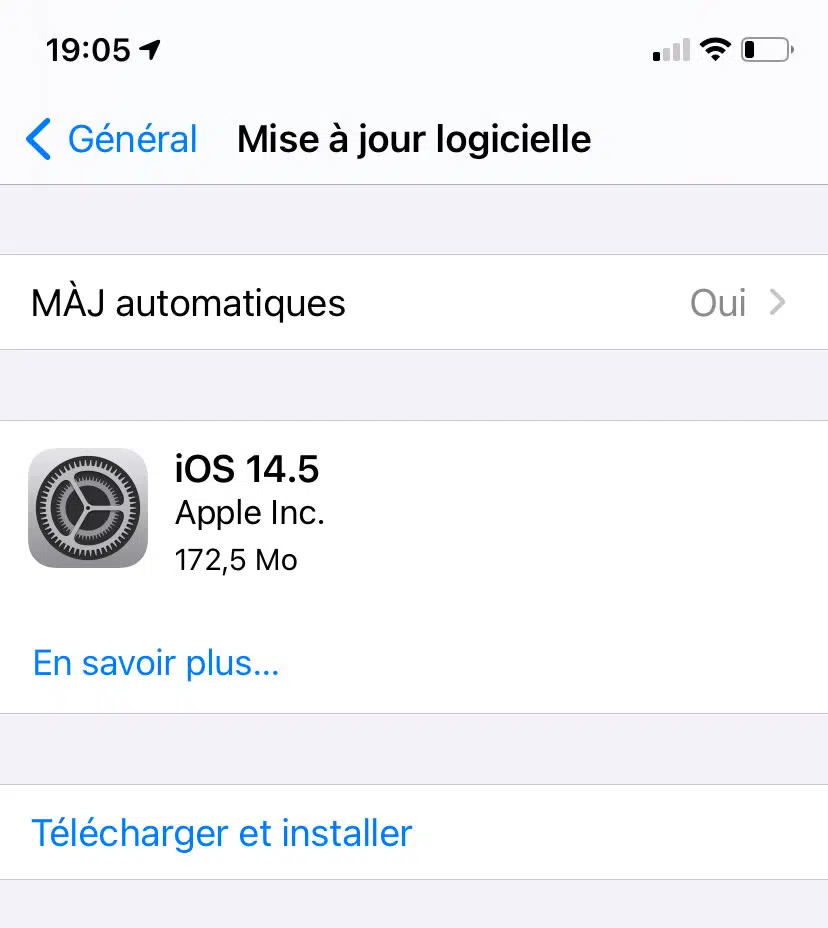 19:05
Général Mise à jour logicielle
MÀJ automatiques Oui
iOS 14.5
Apple Inc.
172,5 Mo
En savoir plus...
Télécharger et installer